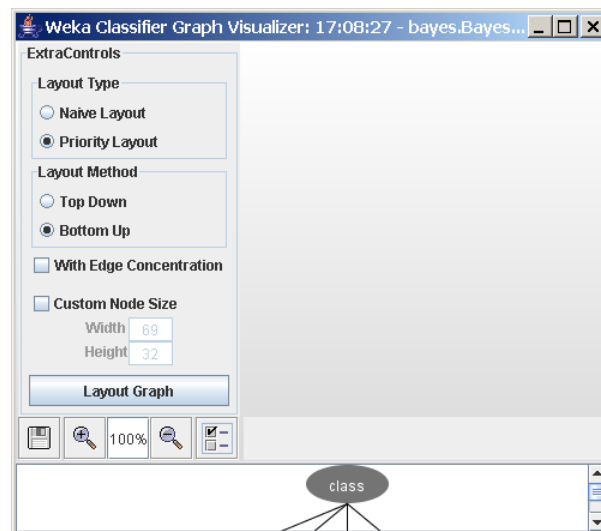 Weka Classifier Graph Visualizer: 17:08:27 - bayes.Bayes...
ExtraControls
Layout Type
Naive Layout
Priority Layout
Layout Method
Top Down
Bottom Up
With Edge Concentration
Custom Node Size
Width 69
Height 32
Layout Graph
100%
class